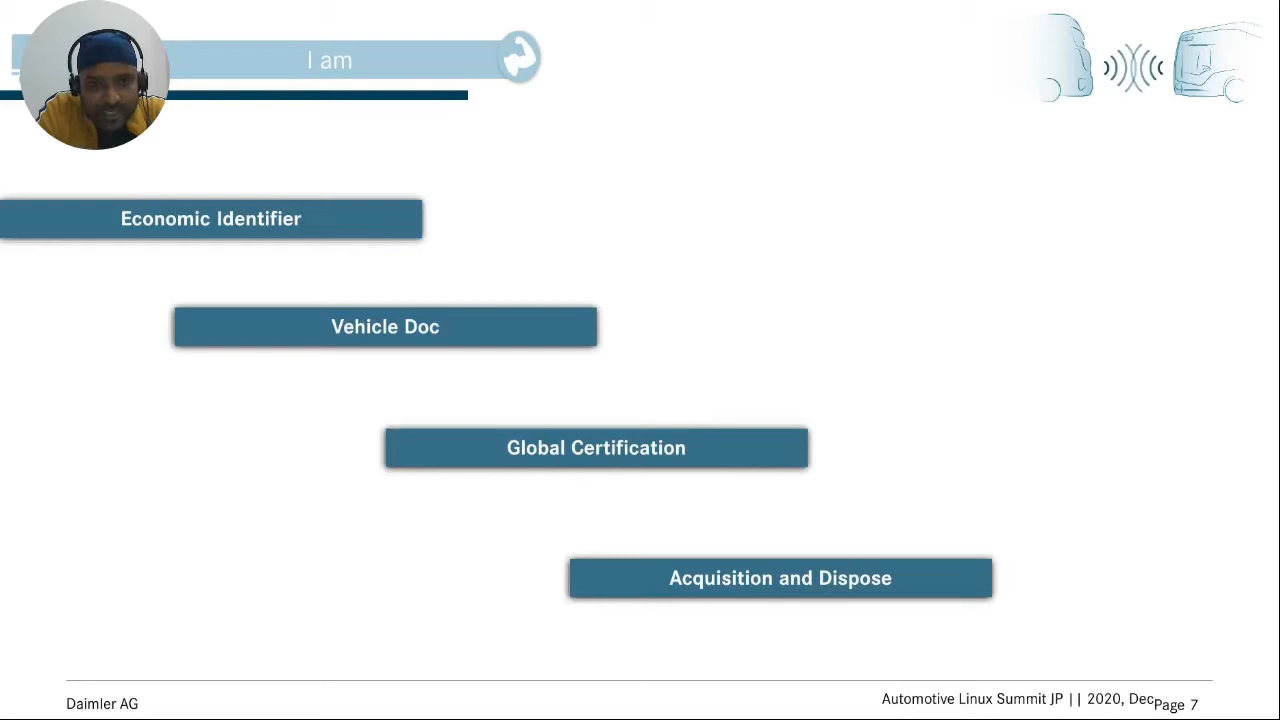 I am
Economic Identifier
Vehicle Doc
Global Certification
Acquisition and Dispose
Daimler AG
Automotive Linux Summit JP || 2020, Dec
Page 7